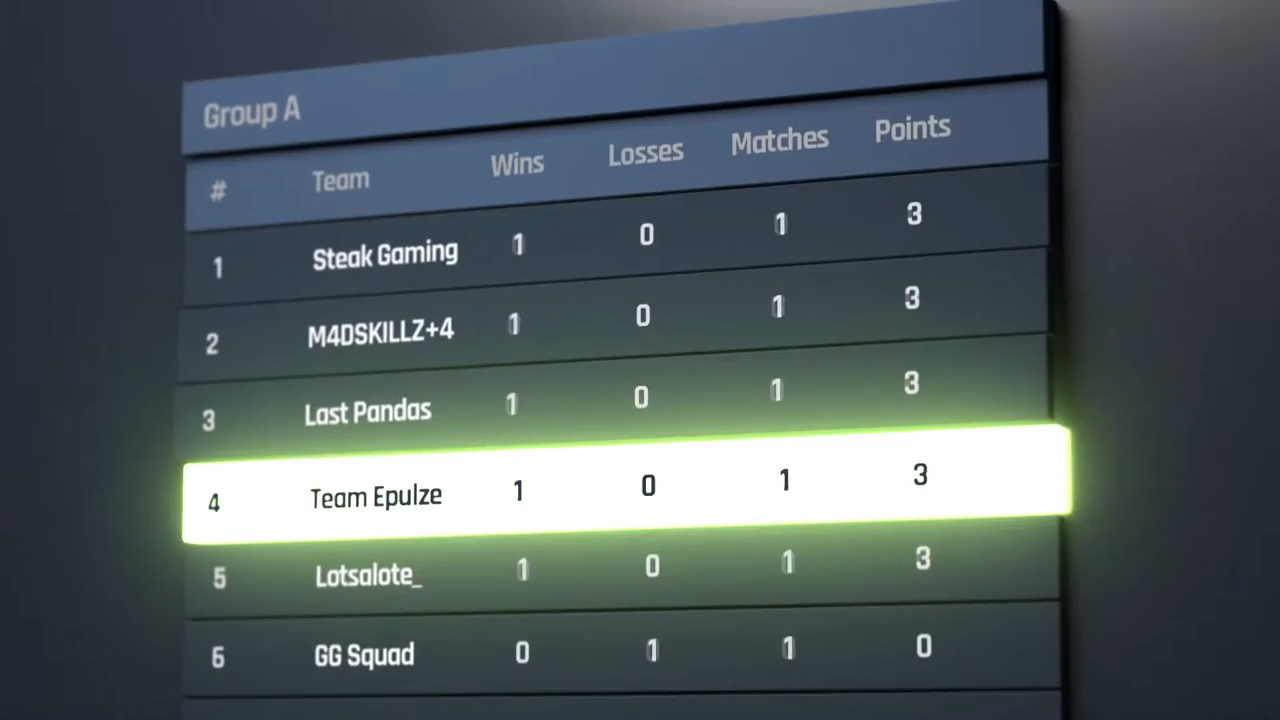 Group A
# Team Wins Losses Matches Points
1 Steak Gaming 1 0 1 3
2 M4DSKILLZ+4 1 0 1 3
3 Last Pandas 1 0 1 3
4 Team Epulze 1 0 1 3
5 Lotsalote_ 1 0 1 3
6 GG Squad 0 1 1 0